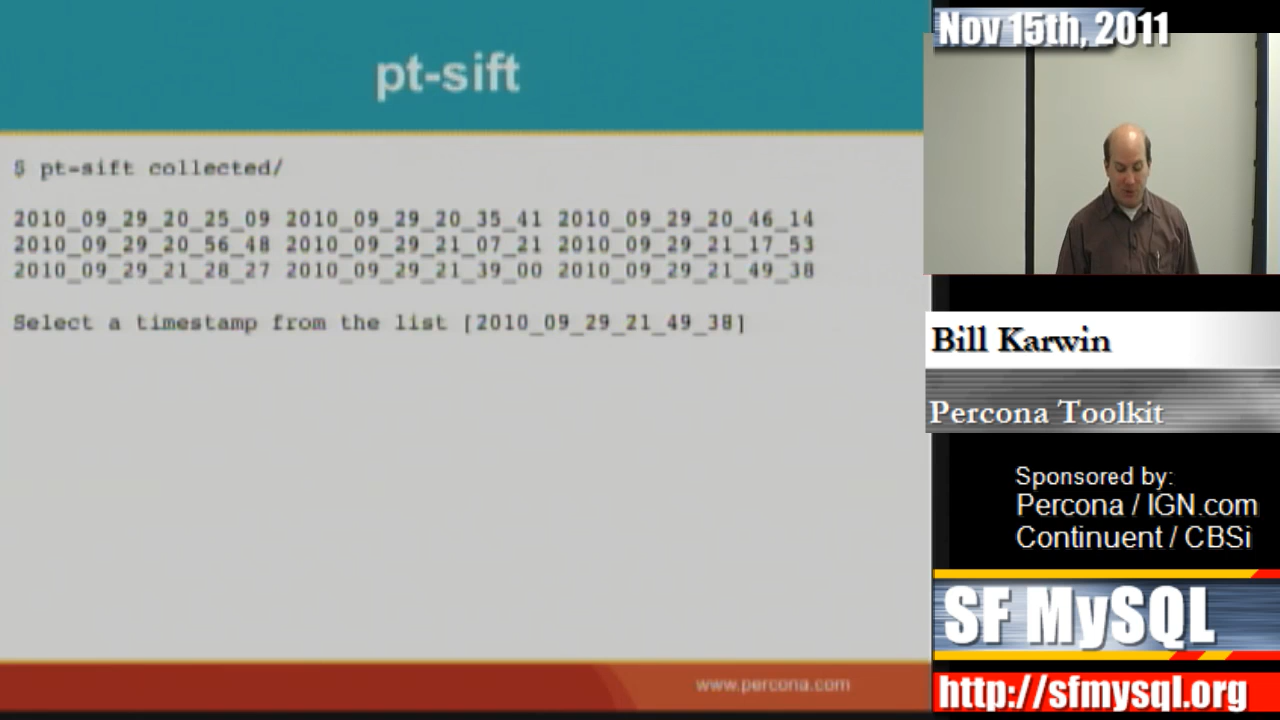 pt-sift
$ pt-sift collected/
2010_09_29_20_25_09 2010_09_29_20_35_41 2010_09_29_20_46_14
2010_09_29_20_56_48 2010_09_29_21_07_21 2010_09_29_21_17_53
2010_09_29_21_28_27 2010_09_29_21_39_00 2010_09_29_21_49_38
Select a timestamp from the list [2010_09_29_21_49_38]
www.percona.com
Nov 15th, 2011
Bill Karwin
Percona Toolkit
Sponsored by:
Percona / IGN.com
Continuent / CBSi
SF MySQL
http://sfmysql.org